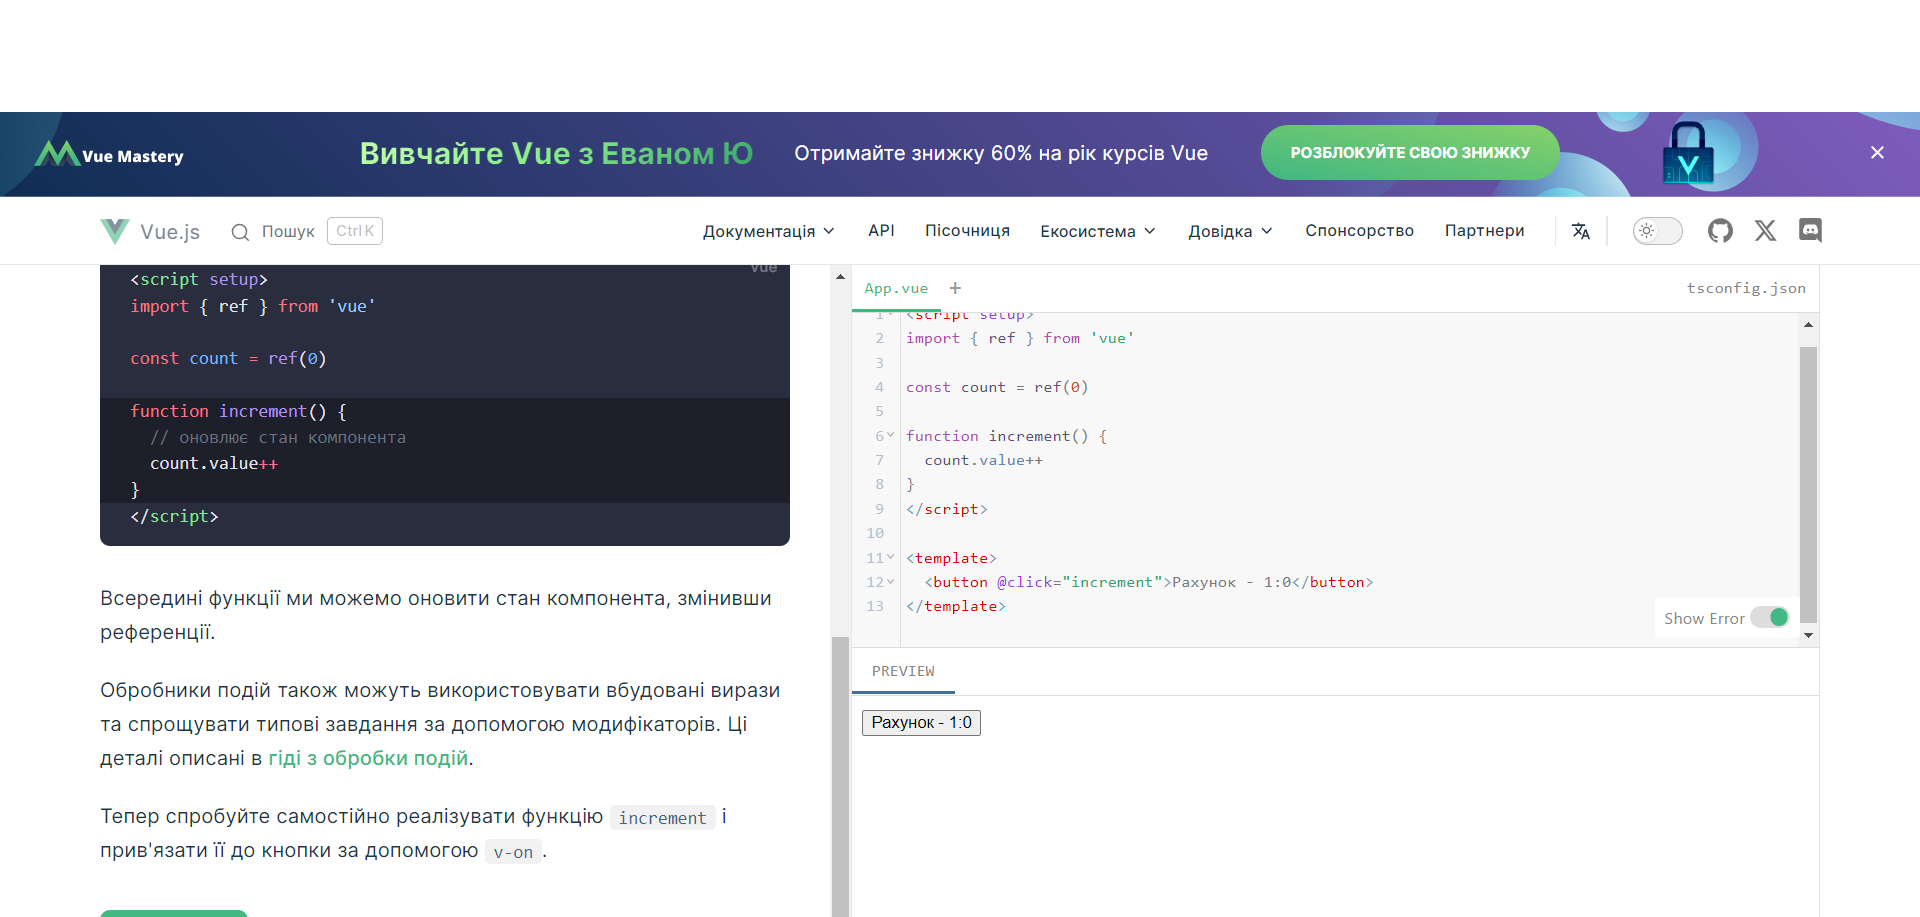 Vue Mastery
Вивчайте Vue з Еваном Ю
Отримайте знижку 60% на рік курсів Vue
РОЗБЛОКУЙТЕ СВОЮ ЗНИЖКУ
Vue.js
Пошук
Ctrl K
Документація
API
Пісочниця
Екосистема
Довідка
Спонсорство
Партнери
vue
<script setup>
import { ref } from 'vue'
const count = ref(0)
function increment() {
// оновлює стан компонента
count.value++
}
</script>
Всередині функції ми можемо оновити стан компонента, змінивши
референції.
Обробники подій також можуть використовувати вбудовані вирази
та спрощувати типові завдання за допомогою модифікаторів. Ці
деталі описані в гіді з обробки подій.
Тепер спробуйте самостійно реалізувати функцію increment і
прив'язати її до кнопки за допомогою v-on.
App.vue
+
tsconfig.json
1 <script setup>
2 import { ref } from 'vue'
3
4 const count = ref(0)
5
6 function increment() {
7 count.value++
8 }
9 </script>
10
11 <template>
12 <button @click="increment">Рахунок - 1:0</button>
13 </template>
Show Error
PREVIEW
Рахунок - 1:0